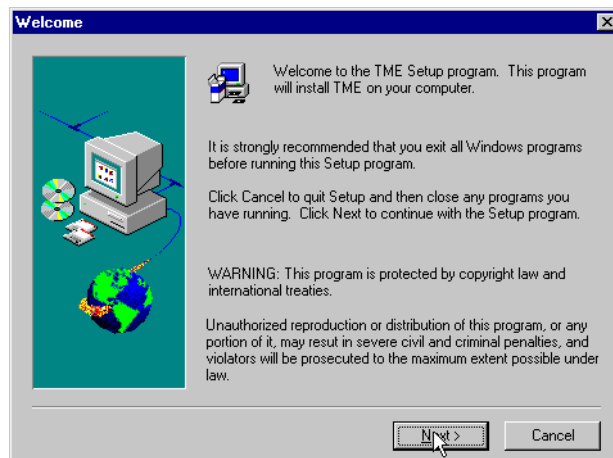 Welcome
Welcome to the TME Setup program. This program
will install TME on your computer.
It is strongly recommended that you exit all Windows programs
before running this Setup program.
Click Cancel to quit Setup and then close any programs you
have running. Click Next to continue with the Setup program.
WARNING: This program is protected by copyright law and
international treaties.
Unauthorized reproduction or distribution of this program, or any
portion of it, may resut in severe civil and criminal penalties, and
violators will be prosecuted to the maximum extent possible under
law.
Next >
Cancel